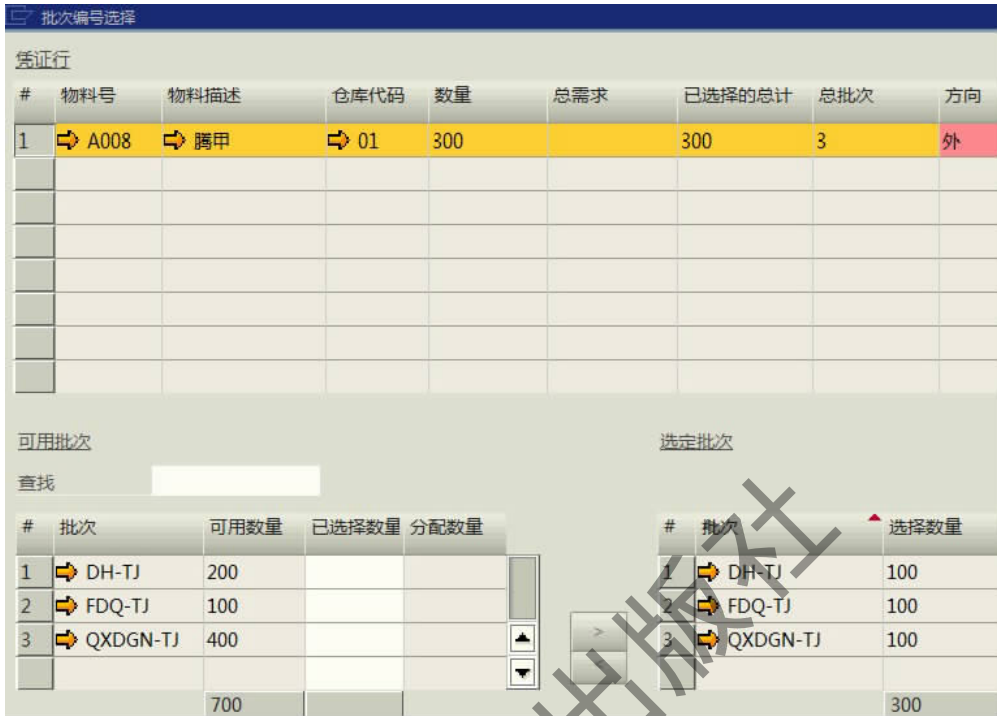 批次编号选择
凭证行
# 物料号 物料描述 仓库代码 数量 总需求 已选择的总计 总批次 方向
1 A008 腾甲 01 300 300 3 外
可用批次 选定批次
查找
# 批次 可用数量 已选择数量 分配数量 # 批次 选择数量
1 DH-TJ 200 1 DH-TJ 100
2 FDQ-TJ 100 2 FDQ-TJ 100
3 QXDGN-TJ 400 > 3 QXDGN-TJ 100
700 300
出版社